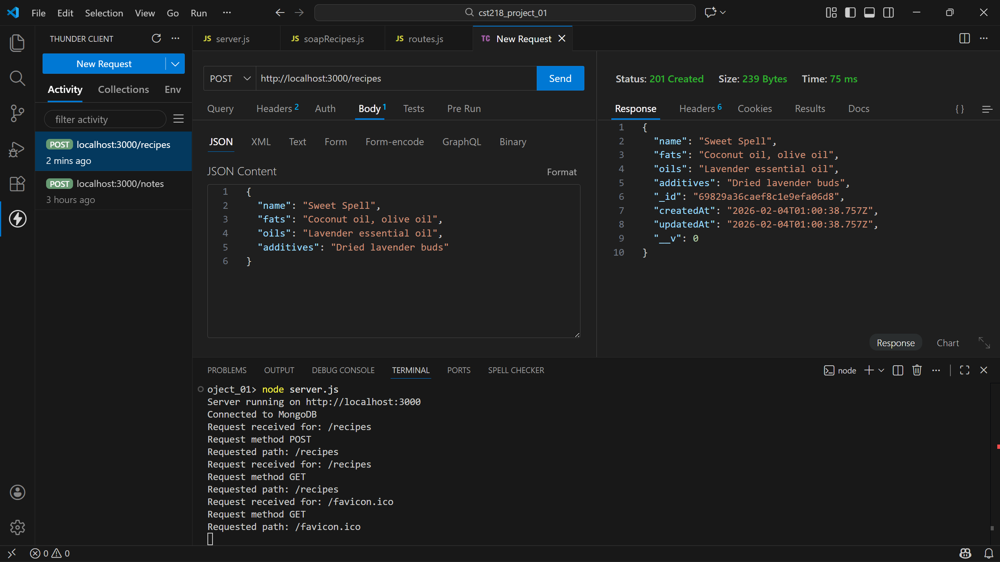 File Edit Selection View Go Run ...
cst218_project_01
THUNDER CLIENT
New Request
Activity Collections Env
filter activity
POST localhost:3000/recipes
2 mins ago
POST localhost:3000/notes
3 hours ago
JS server.js JS soapRecipes.js JS routes.js TC New Request
POST http://localhost:3000/recipes Send
Query Headers 2 Auth Body 1 Tests Pre Run
JSON XML Text Form Form-encode GraphQL Binary
JSON Content Format
1 {
2 "name": "Sweet Spell",
3 "fats": "Coconut oil, olive oil",
4 "oils": "Lavender essential oil",
5 "additives": "Dried lavender buds"
6 }
Status: 201 Created Size: 239 Bytes Time: 75 ms
Response Headers 6 Cookies Results Docs {}
1 {
2 "name": "Sweet Spell",
3 "fats": "Coconut oil, olive oil",
4 "oils": "Lavender essential oil",
5 "additives": "Dried lavender buds",
6 "_id": "69829a36caef8c1e9efa06d8",
7 "createdAt": "2026-02-04T01:00:38.757Z",
8 "updatedAt": "2026-02-04T01:00:38.757Z",
9 "__v": 0
10 }
Response Chart
PROBLEMS OUTPUT DEBUG CONSOLE TERMINAL PORTS SPELL CHECKER
node
oject_01> node server.js
Server running on http://localhost:3000
Connected to MongoDB
Request received for: /recipes
Request method POST
Requested path: /recipes
Request received for: /recipes
Request method GET
Requested path: /recipes
Request received for: /favicon.ico
Request method GET
Requested path: /favicon.ico
0 0